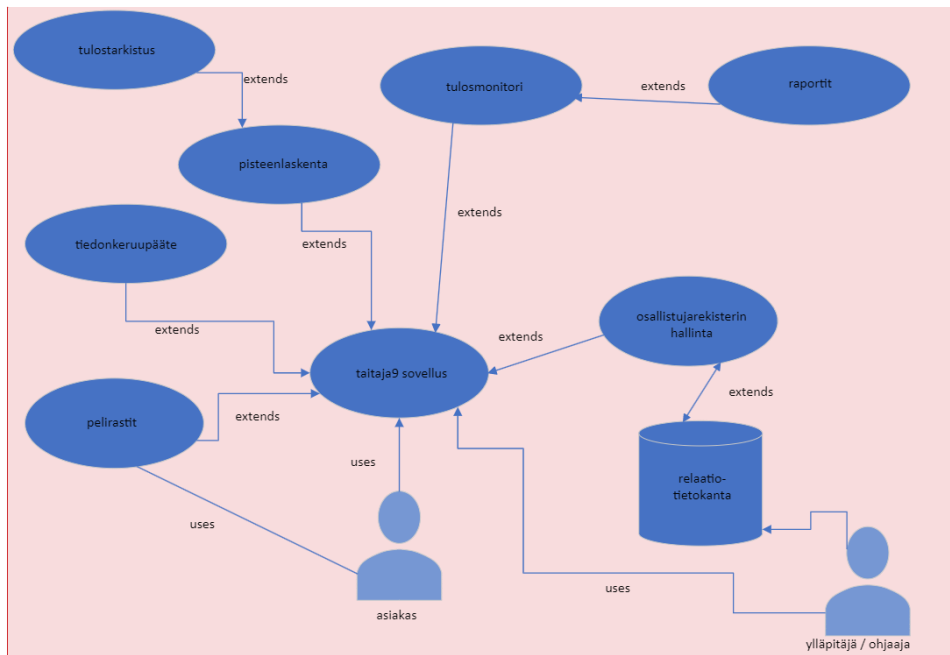 tulostarkistus
extends
tulosmonitori
extends
raportit
pisteenlaskenta
extends
extends
tiedonkeruupääte
extends
osallistujarekisterin
hallinta
extends
taitaja9 sovellus
extends
pelirastit
extends
uses
relaatio-
tietokanta
uses
asiakas
uses
ylläpitäjä / ohjaaja